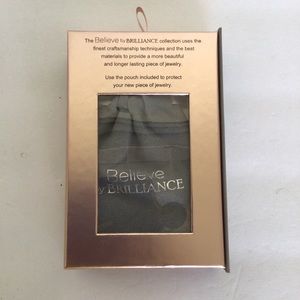 The Believe by BRILLIANCE collection uses the
finest craftsmanship techniques and the best
materials to provide a more beautiful
and longer lasting piece of jewelry.
Use the pouch included to protect
your new piece of jewelry.
Believe
by BRILLIANCE